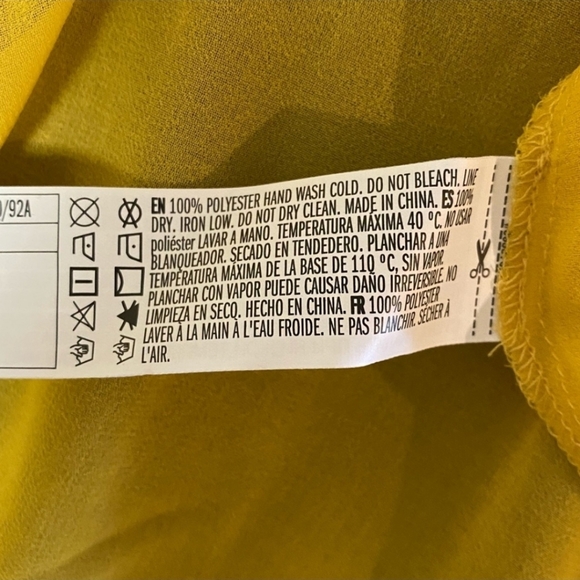 /92A
EN 100% POLYESTER HAND WASH COLD. DO NOT BLEACH. LINE
DRY. IRON LOW. DO NOT DRY CLEAN. MADE IN CHINA. ES 100%
poliéster LAVAR A MANO. TEMPERATURA MÁXIMA 40 ºC. NO USAR
BLANQUEADOR. SECADO EN TENDEDERO. PLANCHAR A UNA
TEMPERATURA MÁXIMA DE LA BASE DE 110 ºC, SIN VAPOR.
PLANCHAR CON VAPOR PUEDE CAUSAR DAÑO IRREVERSIBLE. NO
LIMPIEZA EN SECO. HECHO EN CHINA. FR 100% POLYESTER
LAVER À LA MAIN À L'EAU FROIDE. NE PAS BLANCHIR. SÉCHER À
L'AIR.